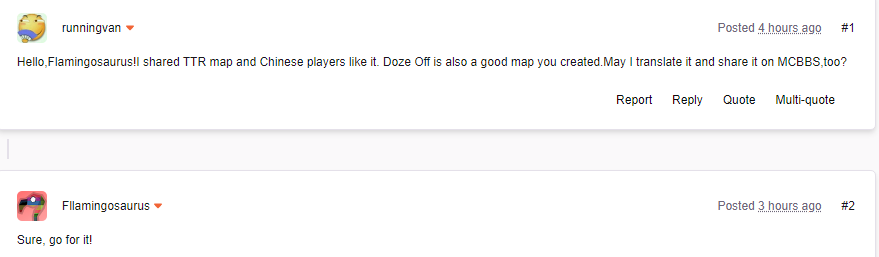 runningvan
Posted 4 hours ago #1
Hello,Flamingosaurus!I shared TTR map and Chinese players like it. Doze Off is also a good map you created.May I translate it and share it on MCBBS,too?
Report Reply Quote Multi-quote
Fllamingosaurus
Posted 3 hours ago #2
Sure, go for it!